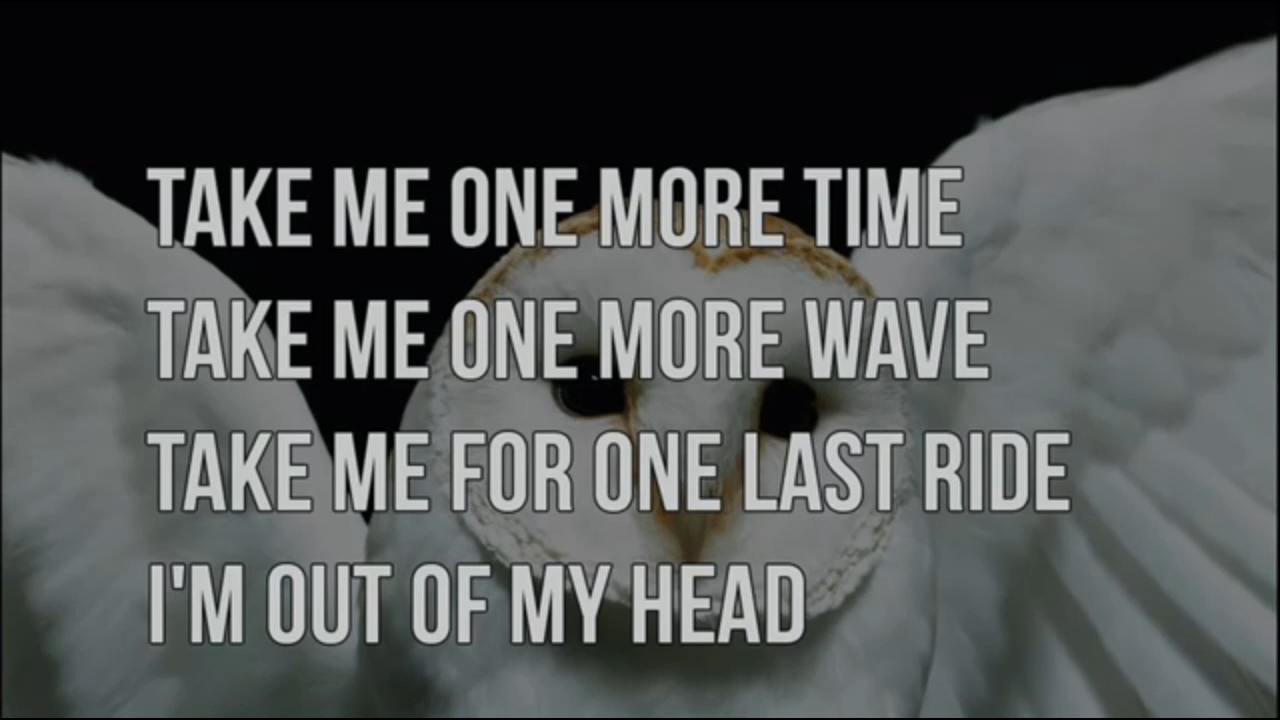 TAKE ME ONE MORE TIME
TAKE ME ONE MORE WAVE
TAKE ME FOR ONE LAST RIDE
I'M OUT OF MY HEAD